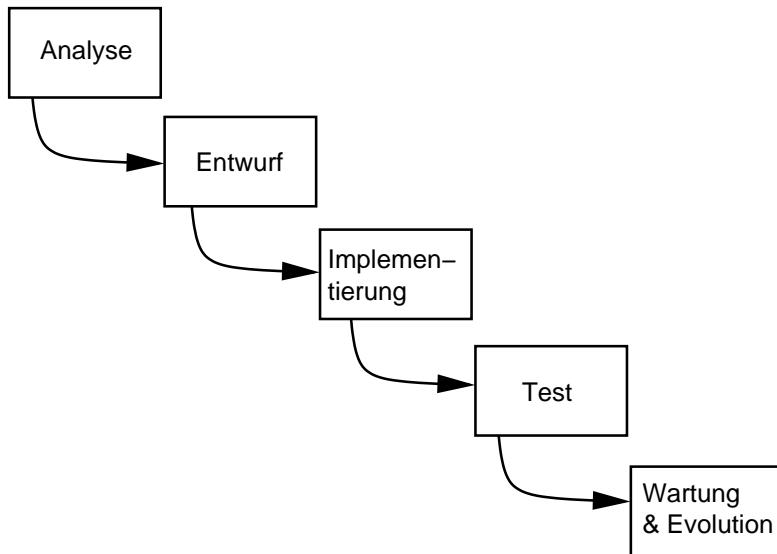 Analyse
Entwurf
Implemen–
tierung
Test
Wartung
& Evolution